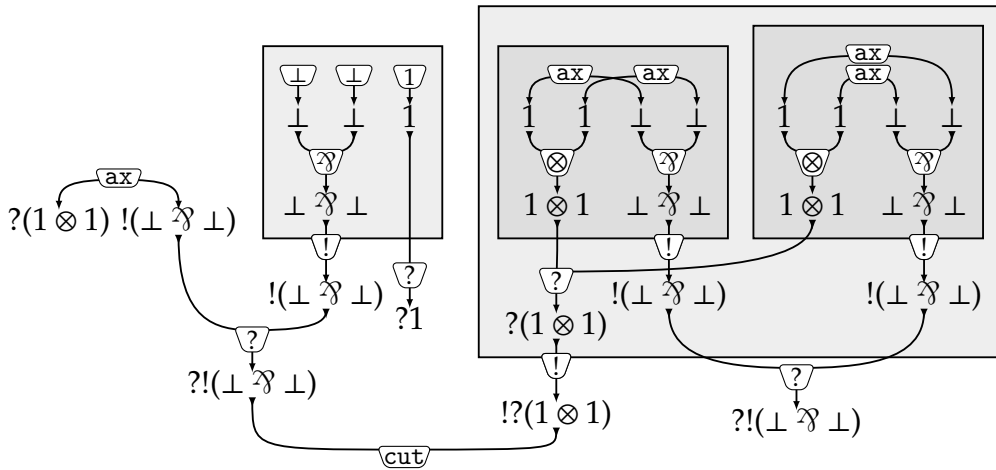 ax
ax ax
⊥ ⊥ 1 ax
1 1 ⊥ ⊥ 1 1 ⊥ ⊥
⊥ ⊥ 1
⅋ ⊗ ⅋ ⊗ ⅋
ax
⊥ ⅋ ⊥ 1 ⊗ 1 ⊥ ⅋ ⊥ 1 ⊗ 1 ⊥ ⅋ ⊥
?(1 ⊗ 1) !(⊥ ⅋ ⊥)
! ! !
? ?
!(⊥ ⅋ ⊥) !(⊥ ⅋ ⊥) !(⊥ ⅋ ⊥)
?1 ?(1 ⊗ 1)
? !
?
?!(⊥ ⅋ ⊥) !?(1 ⊗ 1) ?!(⊥ ⅋ ⊥)
cut